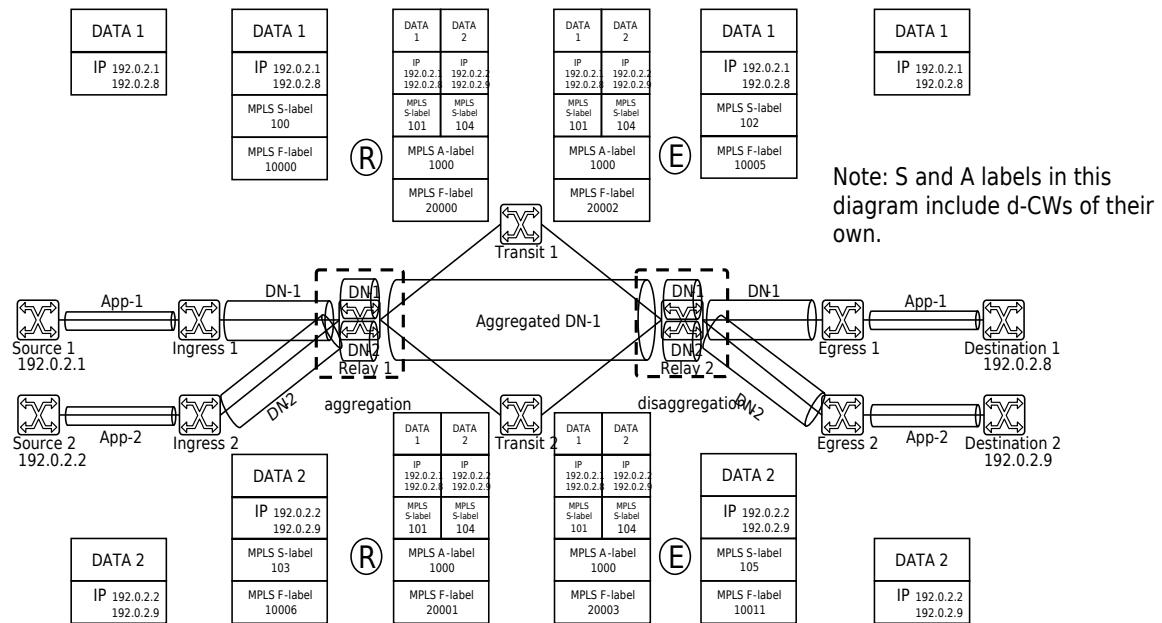 DATA 1
IP 192.0.2.1
192.0.2.8
DATA 1
IP 192.0.2.1
192.0.2.8
MPLS S-label
100
MPLS F-label
10000
R
DATA
1
DATA
2
IP
192.0.2.1
192.0.2.8
IP
192.0.2.2
192.0.2.9
MPLS
S-label
101
MPLS
S-label
104
MPLS A-label
1000
MPLS F-label
20000
DATA
1
DATA
2
IP
192.0.2.1
192.0.2.8
IP
192.0.2.2
192.0.2.9
MPLS
S-label
101
MPLS
S-label
104
MPLS A-label
1000
MPLS F-label
20002
E
DATA 1
IP 192.0.2.1
192.0.2.8
MPLS S-label
102
MPLS F-label
10005
DATA 1
IP 192.0.2.1
192.0.2.8
Note: S and A labels in this
diagram include d-CWs of their
own.
Transit 1
Source 1
192.0.2.1
App-1
Ingress 1
DN-1
DN-1
DN-2
Relay 1
aggregation
Aggregated DN-1
DN-1
DN-2
Relay 2
disaggregation
DN-1
Egress 1
App-1
Destination 1
192.0.2.8
Source 2
192.0.2.2
App-2
Ingress 2
DN-2
Transit 2
DN-2
Egress 2
App-2
Destination 2
192.0.2.9
DATA 2
IP 192.0.2.2
192.0.2.9
DATA 2
IP 192.0.2.2
192.0.2.9
MPLS S-label
103
MPLS F-label
10006
R
DATA
1
DATA
2
IP
192.0.2.1
192.0.2.8
IP
192.0.2.2
192.0.2.9
MPLS
S-label
101
MPLS
S-label
104
MPLS A-label
1000
MPLS F-label
20001
DATA
1
DATA
2
IP
192.0.2.1
192.0.2.8
IP
192.0.2.2
192.0.2.9
MPLS
S-label
101
MPLS
S-label
104
MPLS A-label
1000
MPLS F-label
20003
E
DATA 2
IP 192.0.2.2
192.0.2.9
MPLS S-label
105
MPLS F-label
10011
DATA 2
IP 192.0.2.2
192.0.2.9